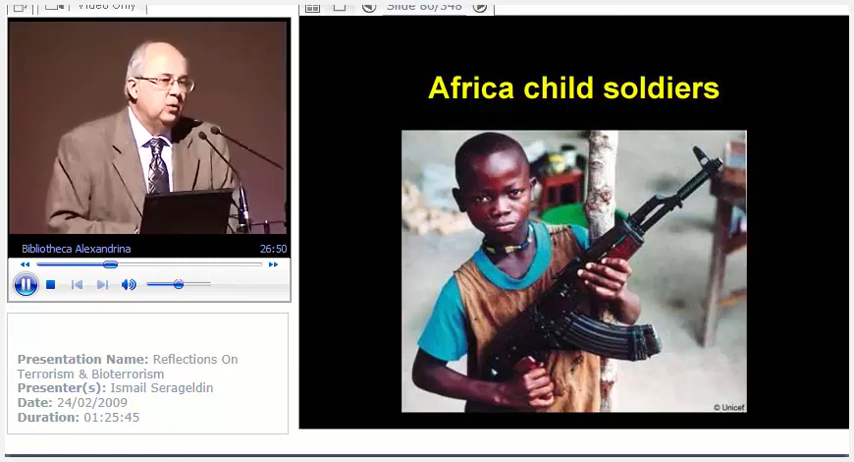 Video Only
Slide 80/348
Africa child soldiers
© Unicef
Bibliotheca Alexandrina
26:50
Presentation Name: Reflections On
Terrorism & Bioterrorism
Presenter(s): Ismail Serageldin
Date: 24/02/2009
Duration: 01:25:45